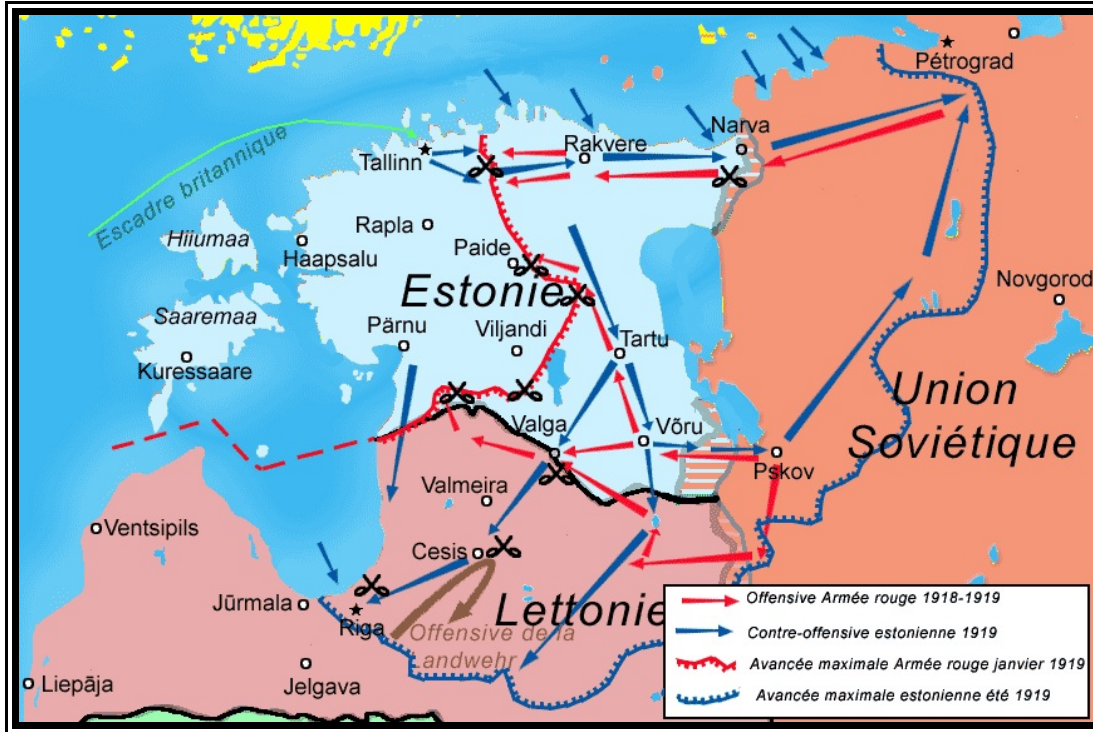 Pétrograd
Narva
Rakvere
Tallinn
Escadre britannique
Rapla
Hiiumaa
Haapsalu
Paide
Novgorod
Estonie
Saaremaa
Pärnu
Viljandi
Tartu
Kuressaare
Union
Soviétique
Valga
Võru
Pskov
Valmeira
Ventsipils
Cesis
Jūrmala
Riga
Lettonie
Offensive de la
Landwehr
Jelgava
Liepāja
Offensive Armée rouge 1918-1919
Contre-offensive estonienne 1919
Avancée maximale Armée rouge janvier 1919
Avancée maximale estonienne été 1919